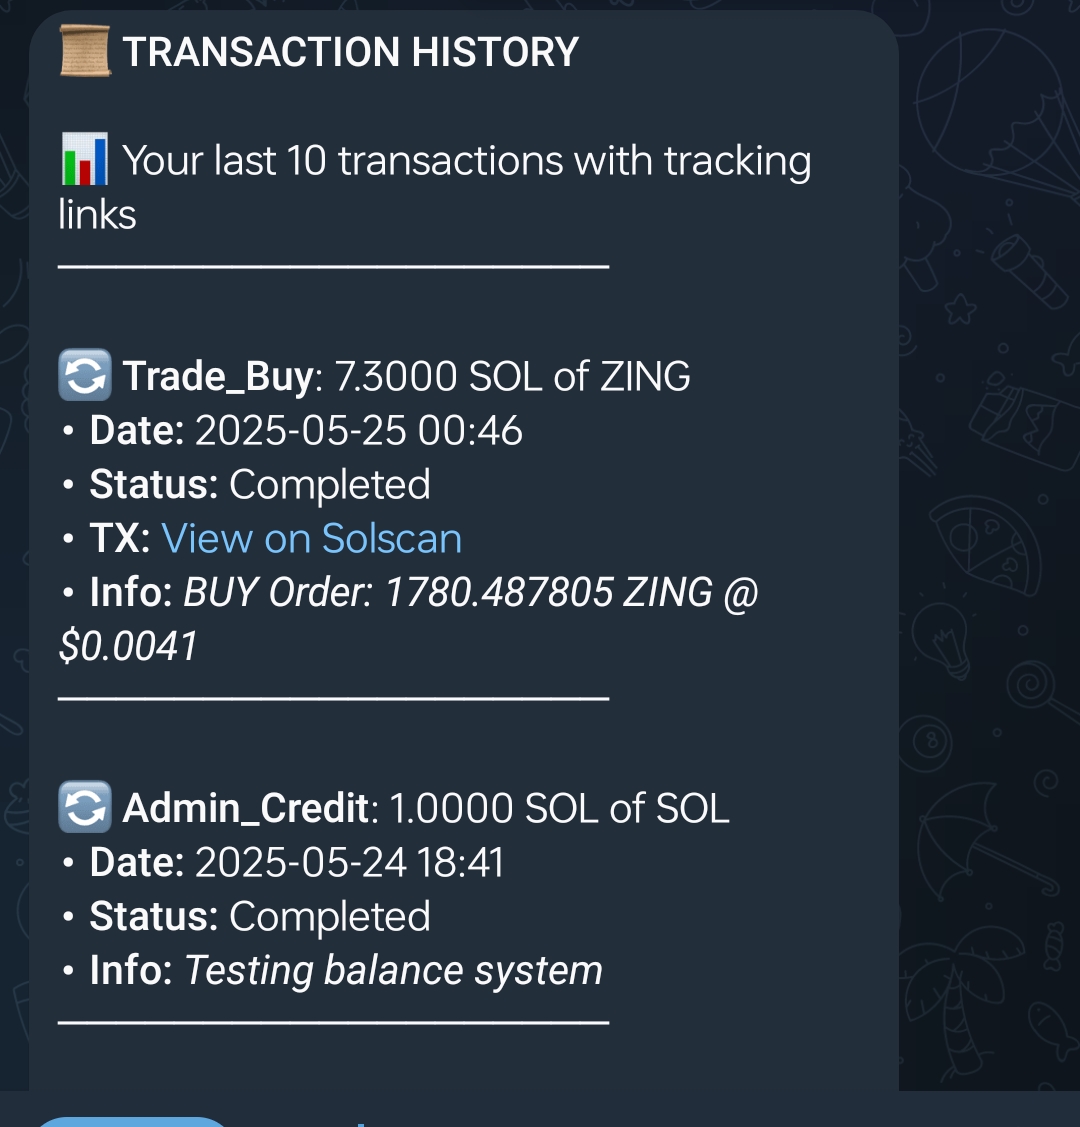 📜 TRANSACTION HISTORY
📊 Your last 10 transactions with tracking
links
🔄 Trade_Buy: 7.3000 SOL of ZING
• Date: 2025-05-25 00:46
• Status: Completed
• TX: View on Solscan
• Info: BUY Order: 1780.487805 ZING @
$0.0041
🔄 Admin_Credit: 1.0000 SOL of SOL
• Date: 2025-05-24 18:41
• Status: Completed
• Info: Testing balance system